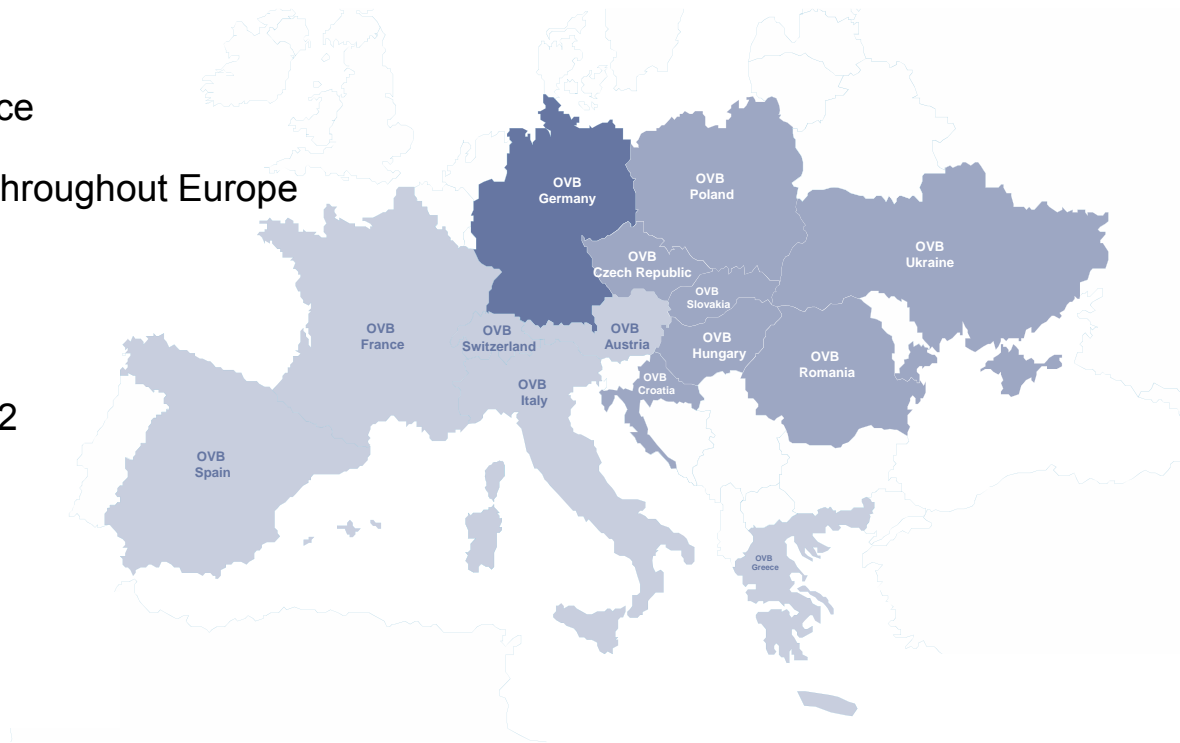 ce
hroughout Europe
2
OVB
Germany
OVB
Poland
OVB
Ukraine
OVB
Czech Republic
OVB
Slovakia
OVB
France
OVB
Switzerland
OVB
Austria
OVB
Hungary
OVB
Romania
OVB
Croatia
OVB
Italy
OVB
Spain
OVB
Greece